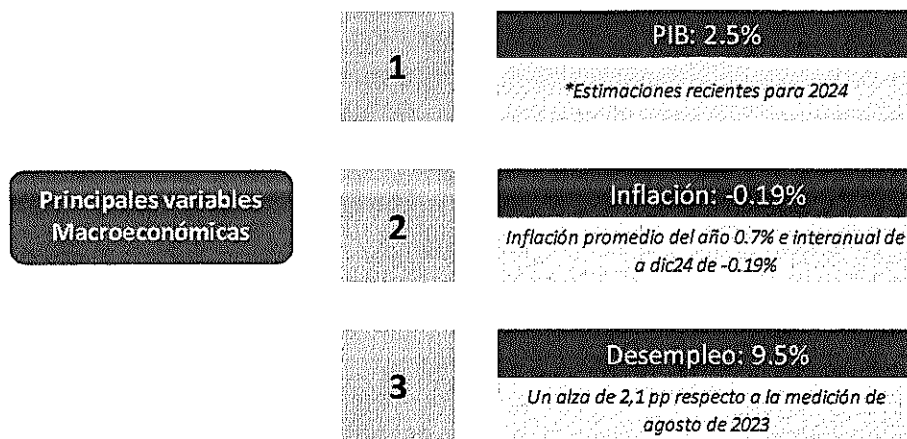 Principales variables
Macroeconómicas
1
PIB: 2.5%
*Estimaciones recientes para 2024
2
Inflación: -0.19%
Inflación promedio del año 0.7% e interanual de
a dic24 de -0.19%
3
Desempleo: 9.5%
Un alza de 2,1 pp respecto a la medición de
agosto de 2023